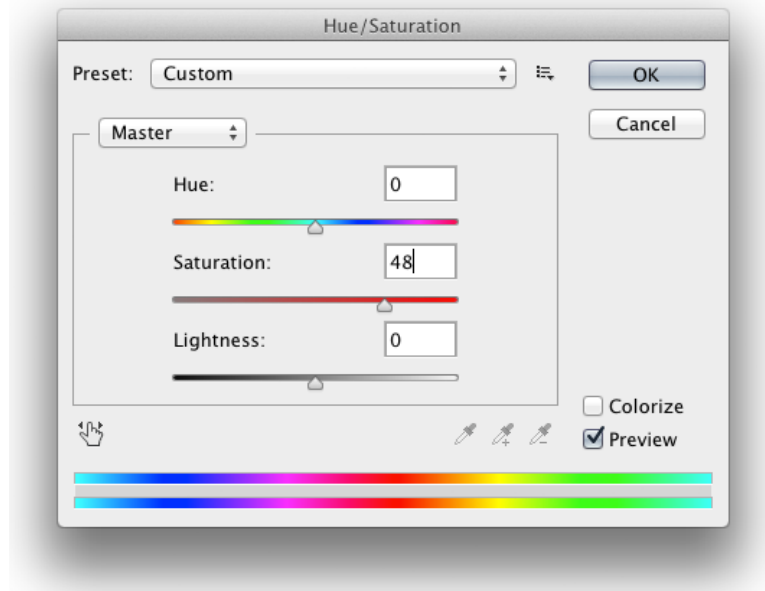 Hue/Saturation
Preset: Custom
OK
Cancel
Master
Hue: 0
Saturation: 48
Lightness: 0
Colorize
Preview